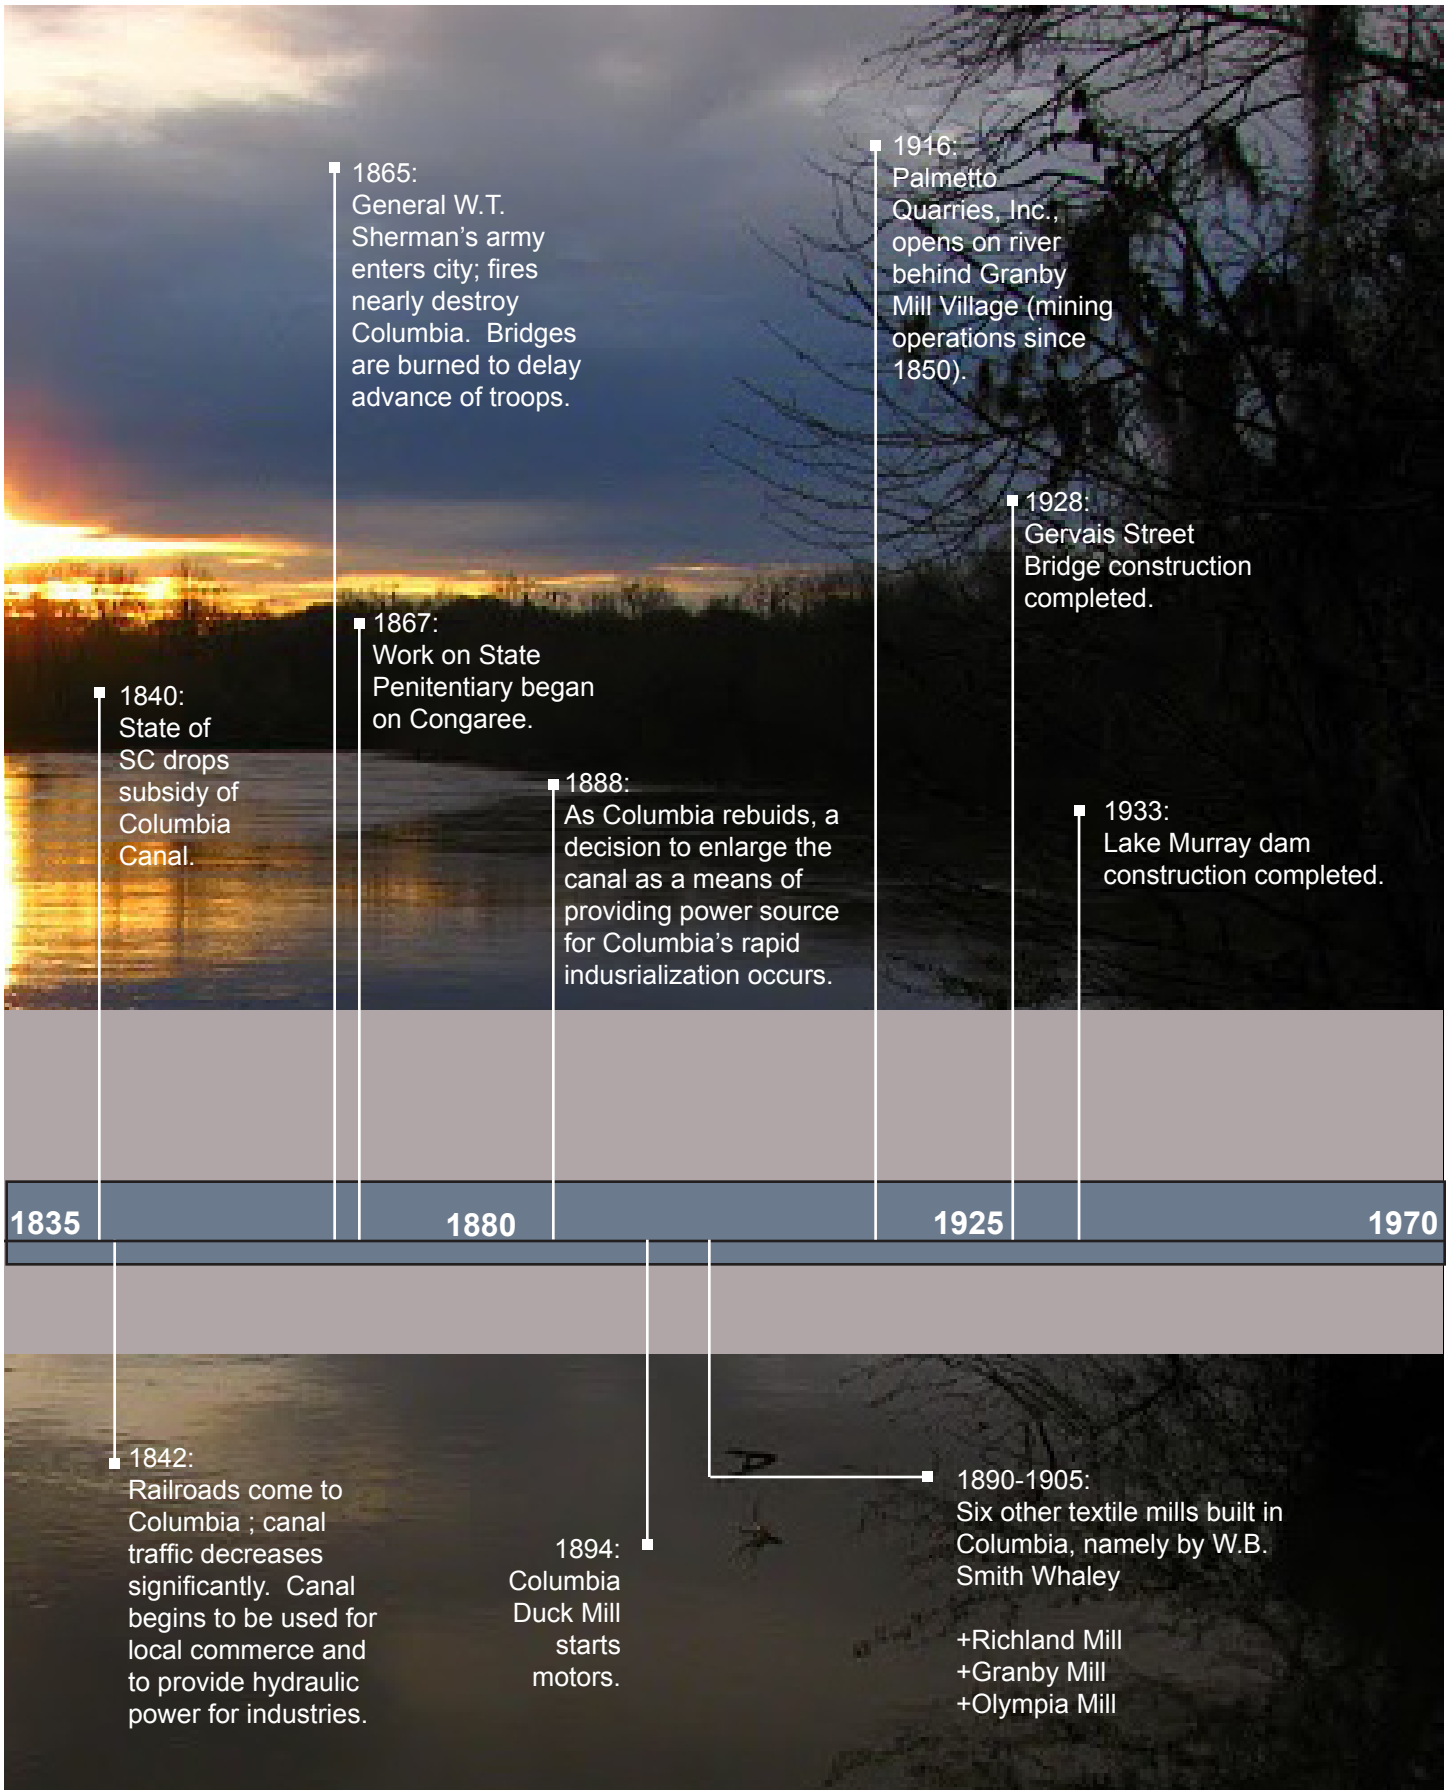 1865:
General W.T.
Sherman’s army
enters city; fires
nearly destroy
Columbia.  Bridges
are burned to delay
advance of troops.
1916:
Palmetto
Quarries, Inc.,
opens on river
behind Granby
Mill Village (mining
operations since
1850).
1928:
Gervais Street
Bridge construction
completed.
1867:
Work on State
Penitentiary began
on Congaree.
1840:
State of
SC drops
subsidy of
Columbia
Canal.
1888:
As Columbia rebuids, a
decision to enlarge the
canal as a means of
providing power source
for Columbia’s rapid
indusrialization occurs.
1933:
Lake Murray dam
construction completed.
1835
1880
1925
1970
1842:
Railroads come to
Columbia ; canal
traffic decreases
significantly.  Canal
begins to be used for
local commerce and
to provide hydraulic
power for industries.
1894:
Columbia
Duck Mill
starts
motors.
1890-1905:
Six other textile mills built in
Columbia, namely by W.B.
Smith Whaley
+Richland Mill
+Granby Mill
+Olympia Mill